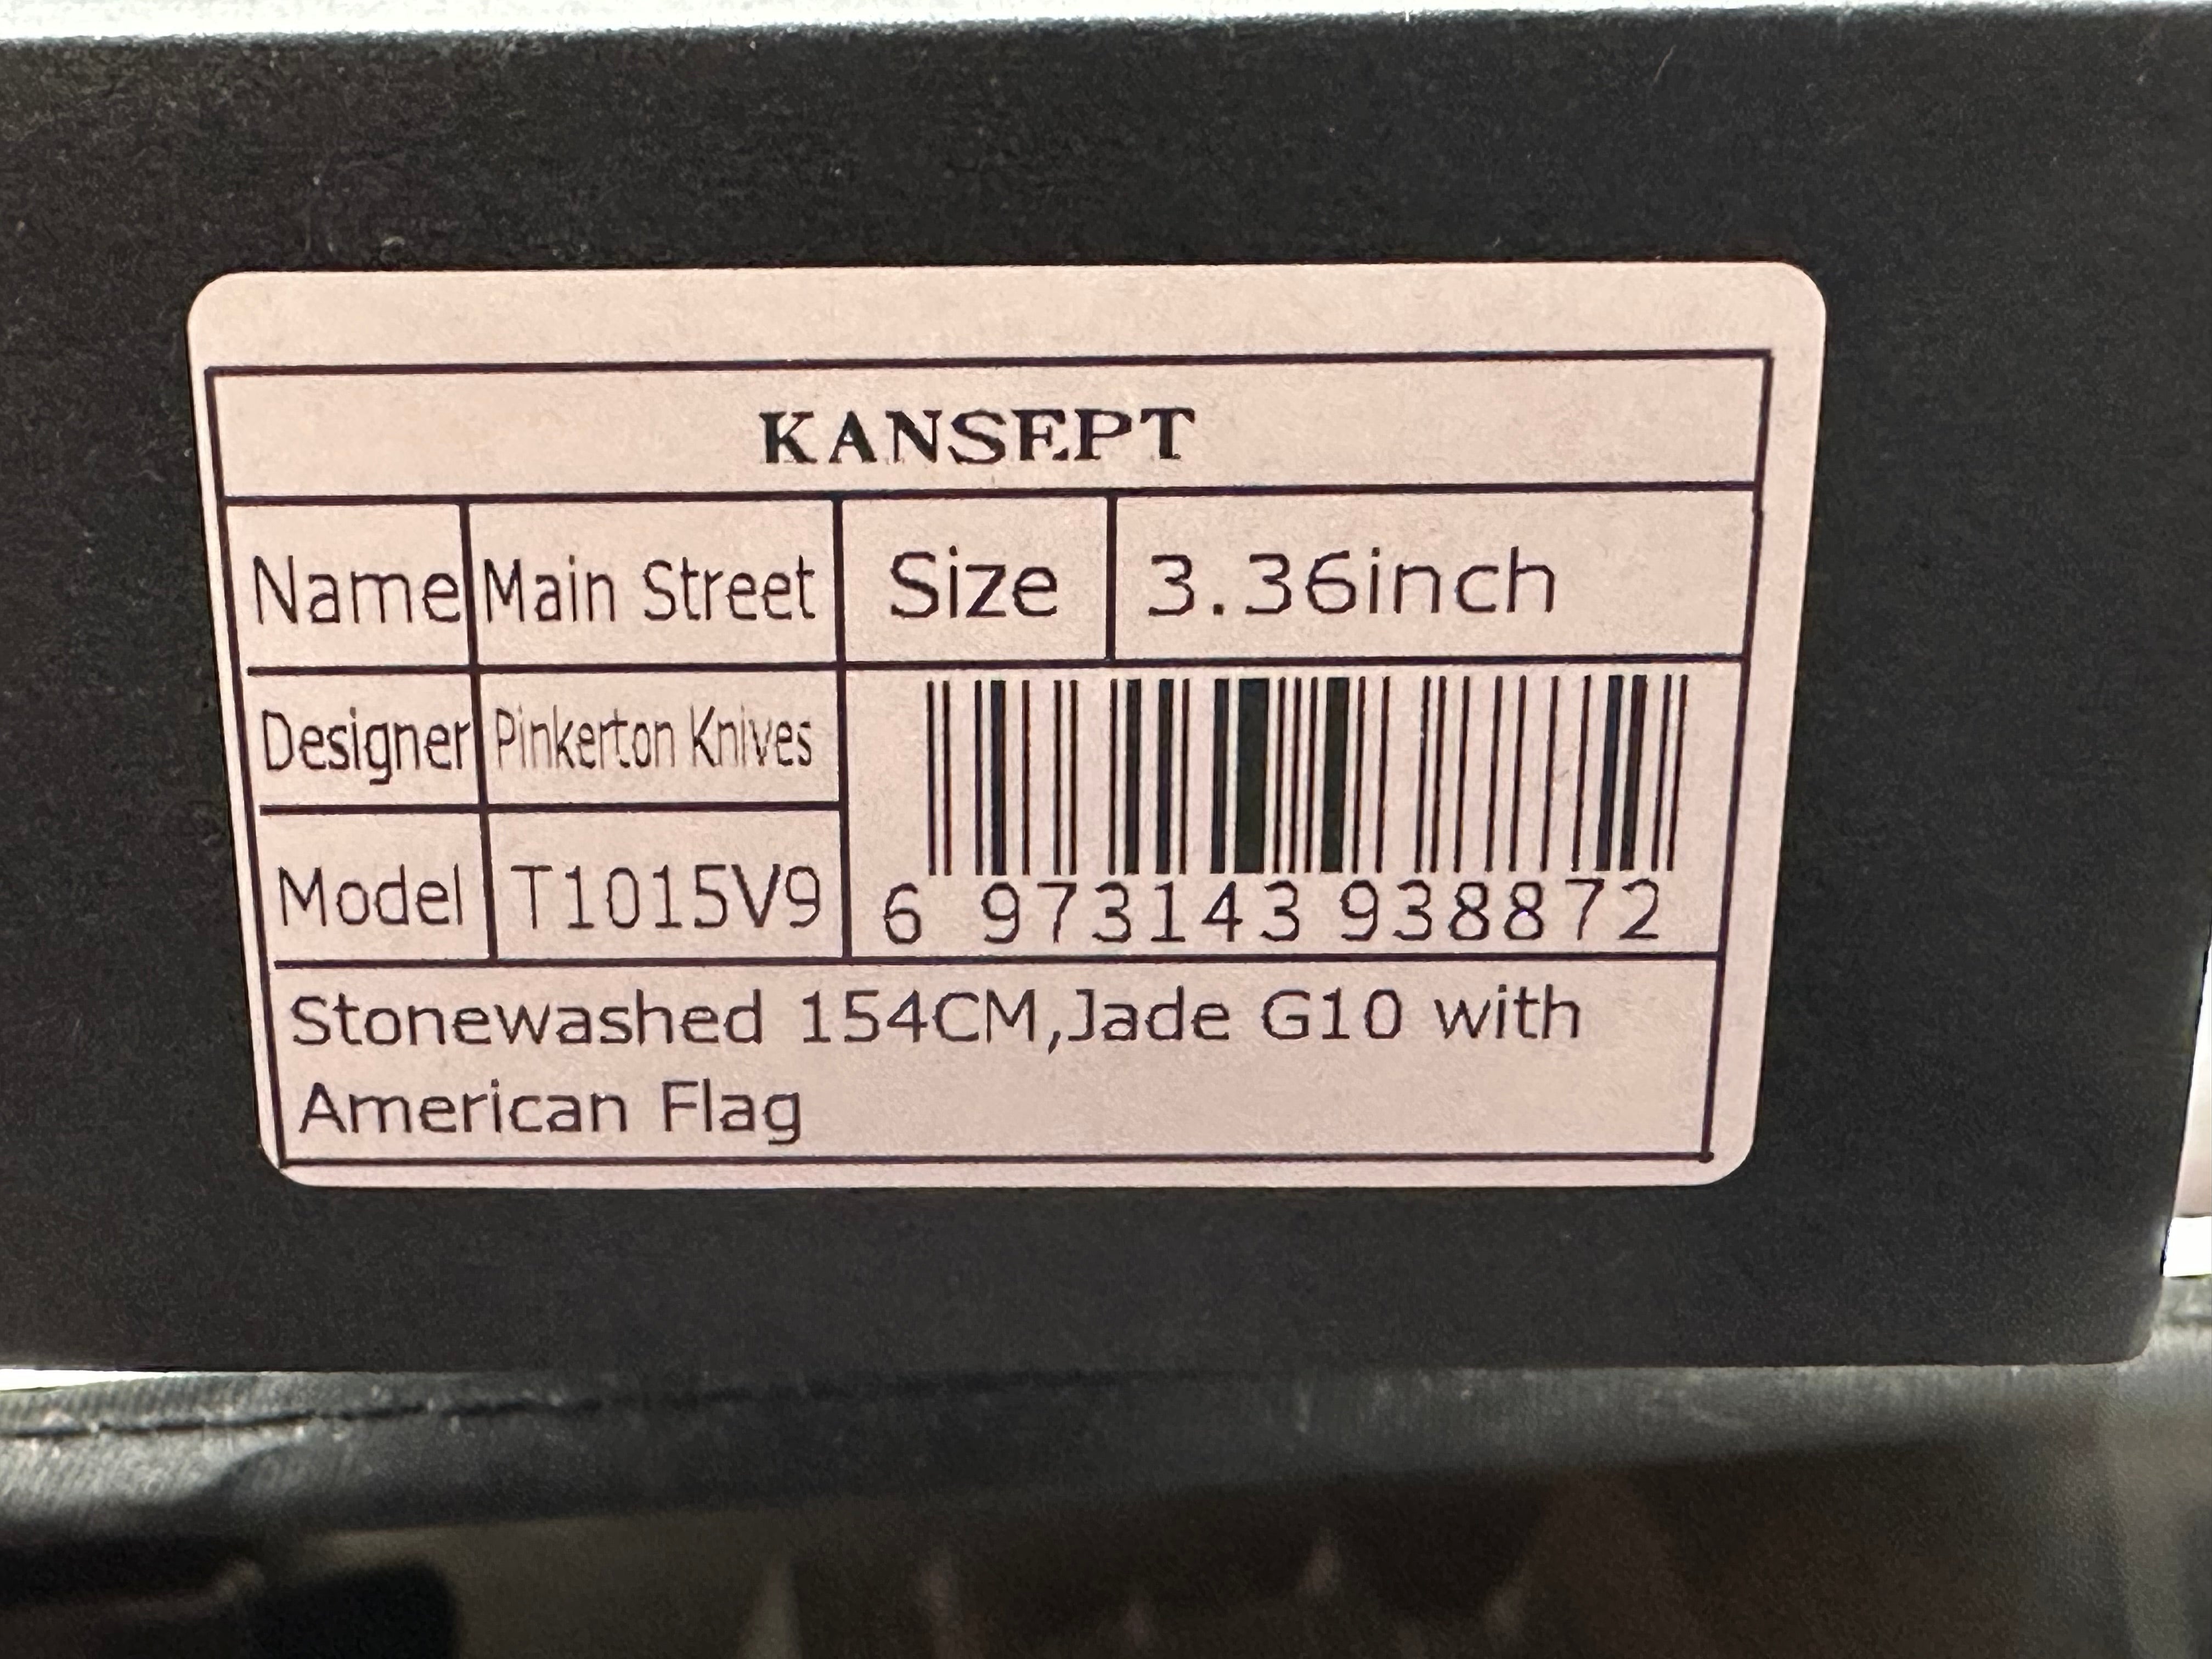 KANSEPT
Name Main Street Size 3.36inch
Designer Pinkerton Knives
Model T1015V9 6 973143 938872
Stonewashed 154CM,Jade G10 with
American Flag